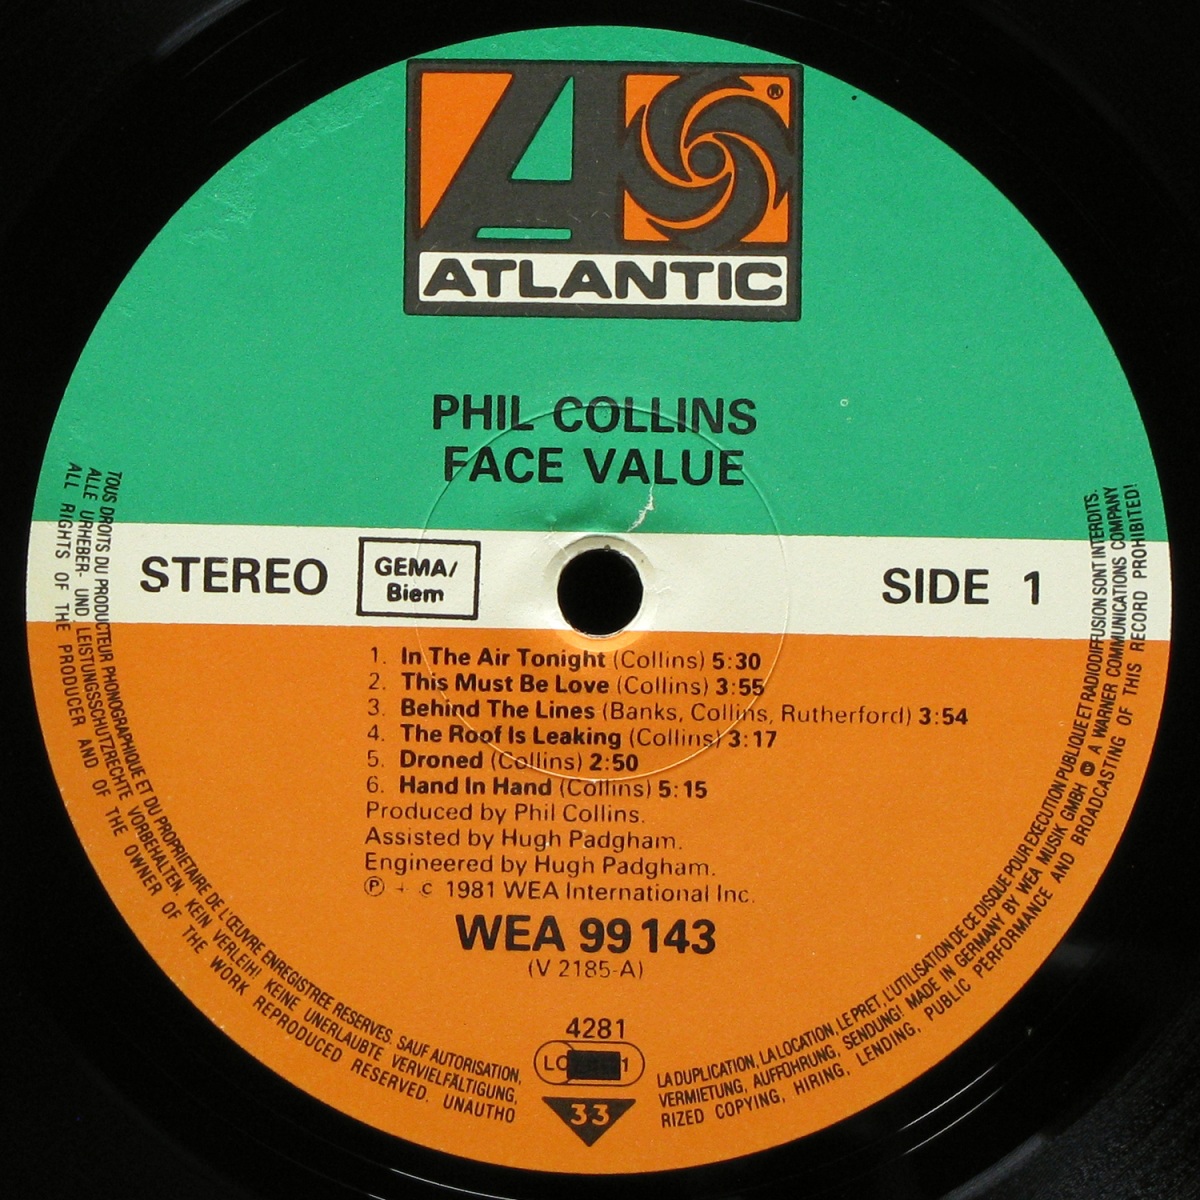 ®
ATLANTIC
PHIL COLLINS
FACE VALUE
STEREO
GEMA/
Biem
SIDE 1
1. In The Air Tonight (Collins) 5:30
2. This Must Be Love (Collins) 3:55
3. Behind The Lines (Banks, Collins, Rutherford) 3:54
4. The Roof Is Leaking (Collins) 3:17
5. Droned (Collins) 2:50
6. Hand In Hand (Collins) 5:15
Produced by Phil Collins.
Assisted by Hugh Padgham.
Engineered by Hugh Padgham.
Ⓟ + c 1981 WEA International Inc.
WEA 99 143
(V 2185-A)
4281
33
TOUS DROITS DU PRODUCTEUR PHONOGRAPHIQUE ET DU PROPRIETAIRE DE L'ŒUVRE ENREGISTREE RESERVES. SAUF AUTORISATION, LA DUPLICATION, LA LOCATION, LE PRET, L'UTILISATION DE CE DISQUE POUR EXECUTION PUBLIQUE ET RADIODIFFUSION SONT INTERDITS.
ALLE URHEBER- UND LEISTUNGSSCHUTZRECHTE VORBEHALTEN. KEIN VERLEIH! KEINE UNERLAUBTE VERVIELFÄLTIGUNG, VERMIETUNG, AUFFÜHRUNG, SENDUNG! MADE IN GERMANY BY WEA MUSIK GMBH A WARNER COMMUNICATIONS COMPANY
ALL RIGHTS OF THE PRODUCER AND OF THE OWNER OF THE WORK REPRODUCED RESERVED. UNAUTHORIZED COPYING, HIRING, LENDING, PUBLIC PERFORMANCE AND BROADCASTING OF THIS RECORD PROHIBITED!